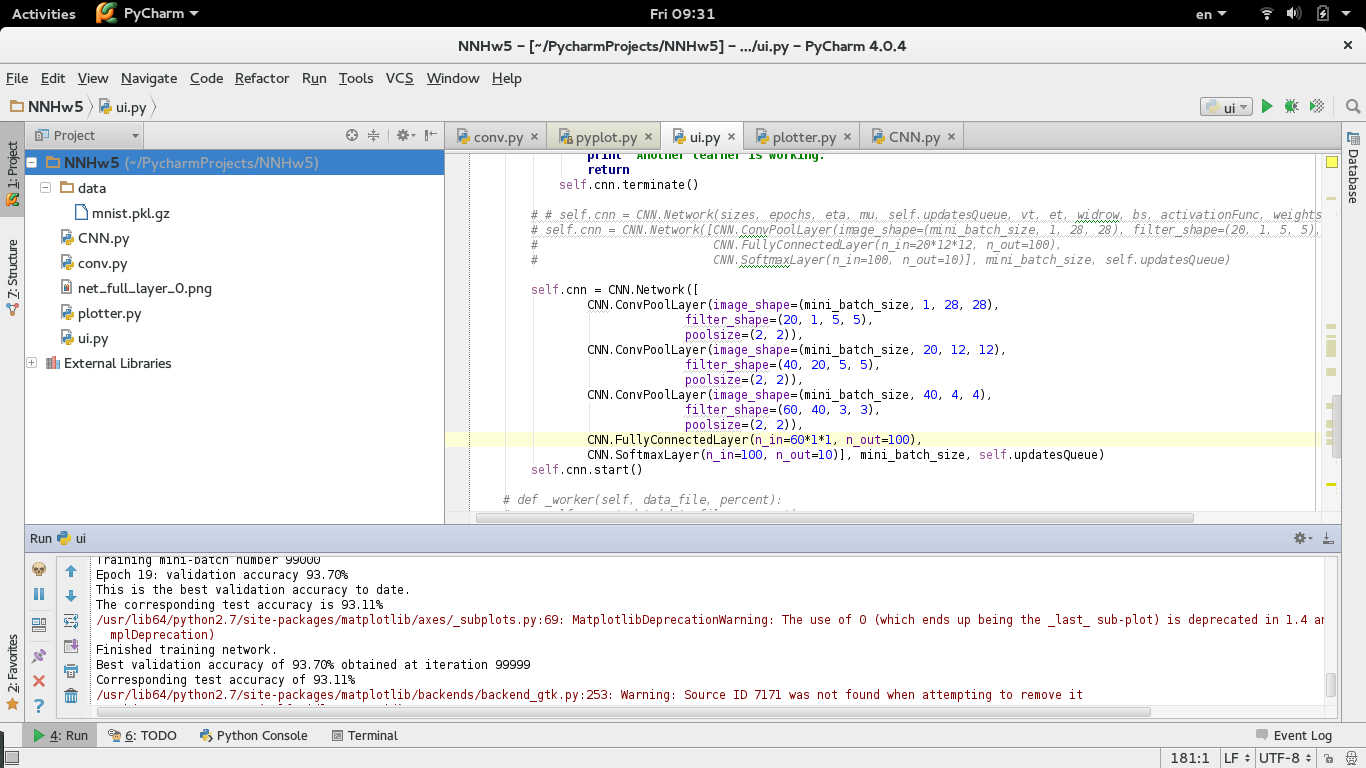 Activities PyCharm Fri 09:31 en
NNHw5 – [~/PycharmProjects/NNHw5] – .../ui.py – PyCharm 4.0.4
File Edit View Navigate Code Refactor Run Tools VCS Window Help
NNHw5 ui.py ui
Project
conv.py pyplot.py ui.py plotter.py CNN.py
1: Project
7: Structure
2: Favorites
Database
NNHw5 (~/PycharmProjects/NNHw5)
data
mnist.pkl.gz
CNN.py
conv.py
net_full_layer_0.png
plotter.py
ui.py
External Libraries
print "Another learner is working."
return
self.cnn.terminate()
# # self.cnn = CNN.Network(sizes, epochs, eta, mu, self.updatesQueue, vt, et, widrow, bs, activationFunc, weights
# self.cnn = CNN.Network([CNN.ConvPoolLayer(image_shape=(mini_batch_size, 1, 28, 28), filter_shape=(20, 1, 5, 5),
# CNN.FullyConnectedLayer(n_in=20*12*12, n_out=100),
# CNN.SoftmaxLayer(n_in=100, n_out=10)], mini_batch_size, self.updatesQueue)
self.cnn = CNN.Network([
CNN.ConvPoolLayer(image_shape=(mini_batch_size, 1, 28, 28),
filter_shape=(20, 1, 5, 5),
poolsize=(2, 2)),
CNN.ConvPoolLayer(image_shape=(mini_batch_size, 20, 12, 12),
filter_shape=(40, 20, 5, 5),
poolsize=(2, 2)),
CNN.ConvPoolLayer(image_shape=(mini_batch_size, 40, 4, 4),
filter_shape=(60, 40, 3, 3),
poolsize=(2, 2)),
CNN.FullyConnectedLayer(n_in=60*1*1, n_out=100),
CNN.SoftmaxLayer(n_in=100, n_out=10)], mini_batch_size, self.updatesQueue)
self.cnn.start()
# def _worker(self, data_file, percent):
Run ui
Training mini-batch number 99000
Epoch 19: validation accuracy 93.70%
This is the best validation accuracy to date.
The corresponding test accuracy is 93.11%
/usr/lib64/python2.7/site-packages/matplotlib/axes/_subplots.py:69: MatplotlibDeprecationWarning: The use of 0 (which ends up being the _last_ sub-plot) is deprecated in 1.4 an
mplDeprecation)
Finished training network.
Best validation accuracy of 93.70% obtained at iteration 99999
Corresponding test accuracy of 93.11%
/usr/lib64/python2.7/site-packages/matplotlib/backends/backend_gtk.py:253: Warning: Source ID 7171 was not found when attempting to remove it
4: Run 6: TODO Python Console Terminal Event Log
181:1 LF UTF-8